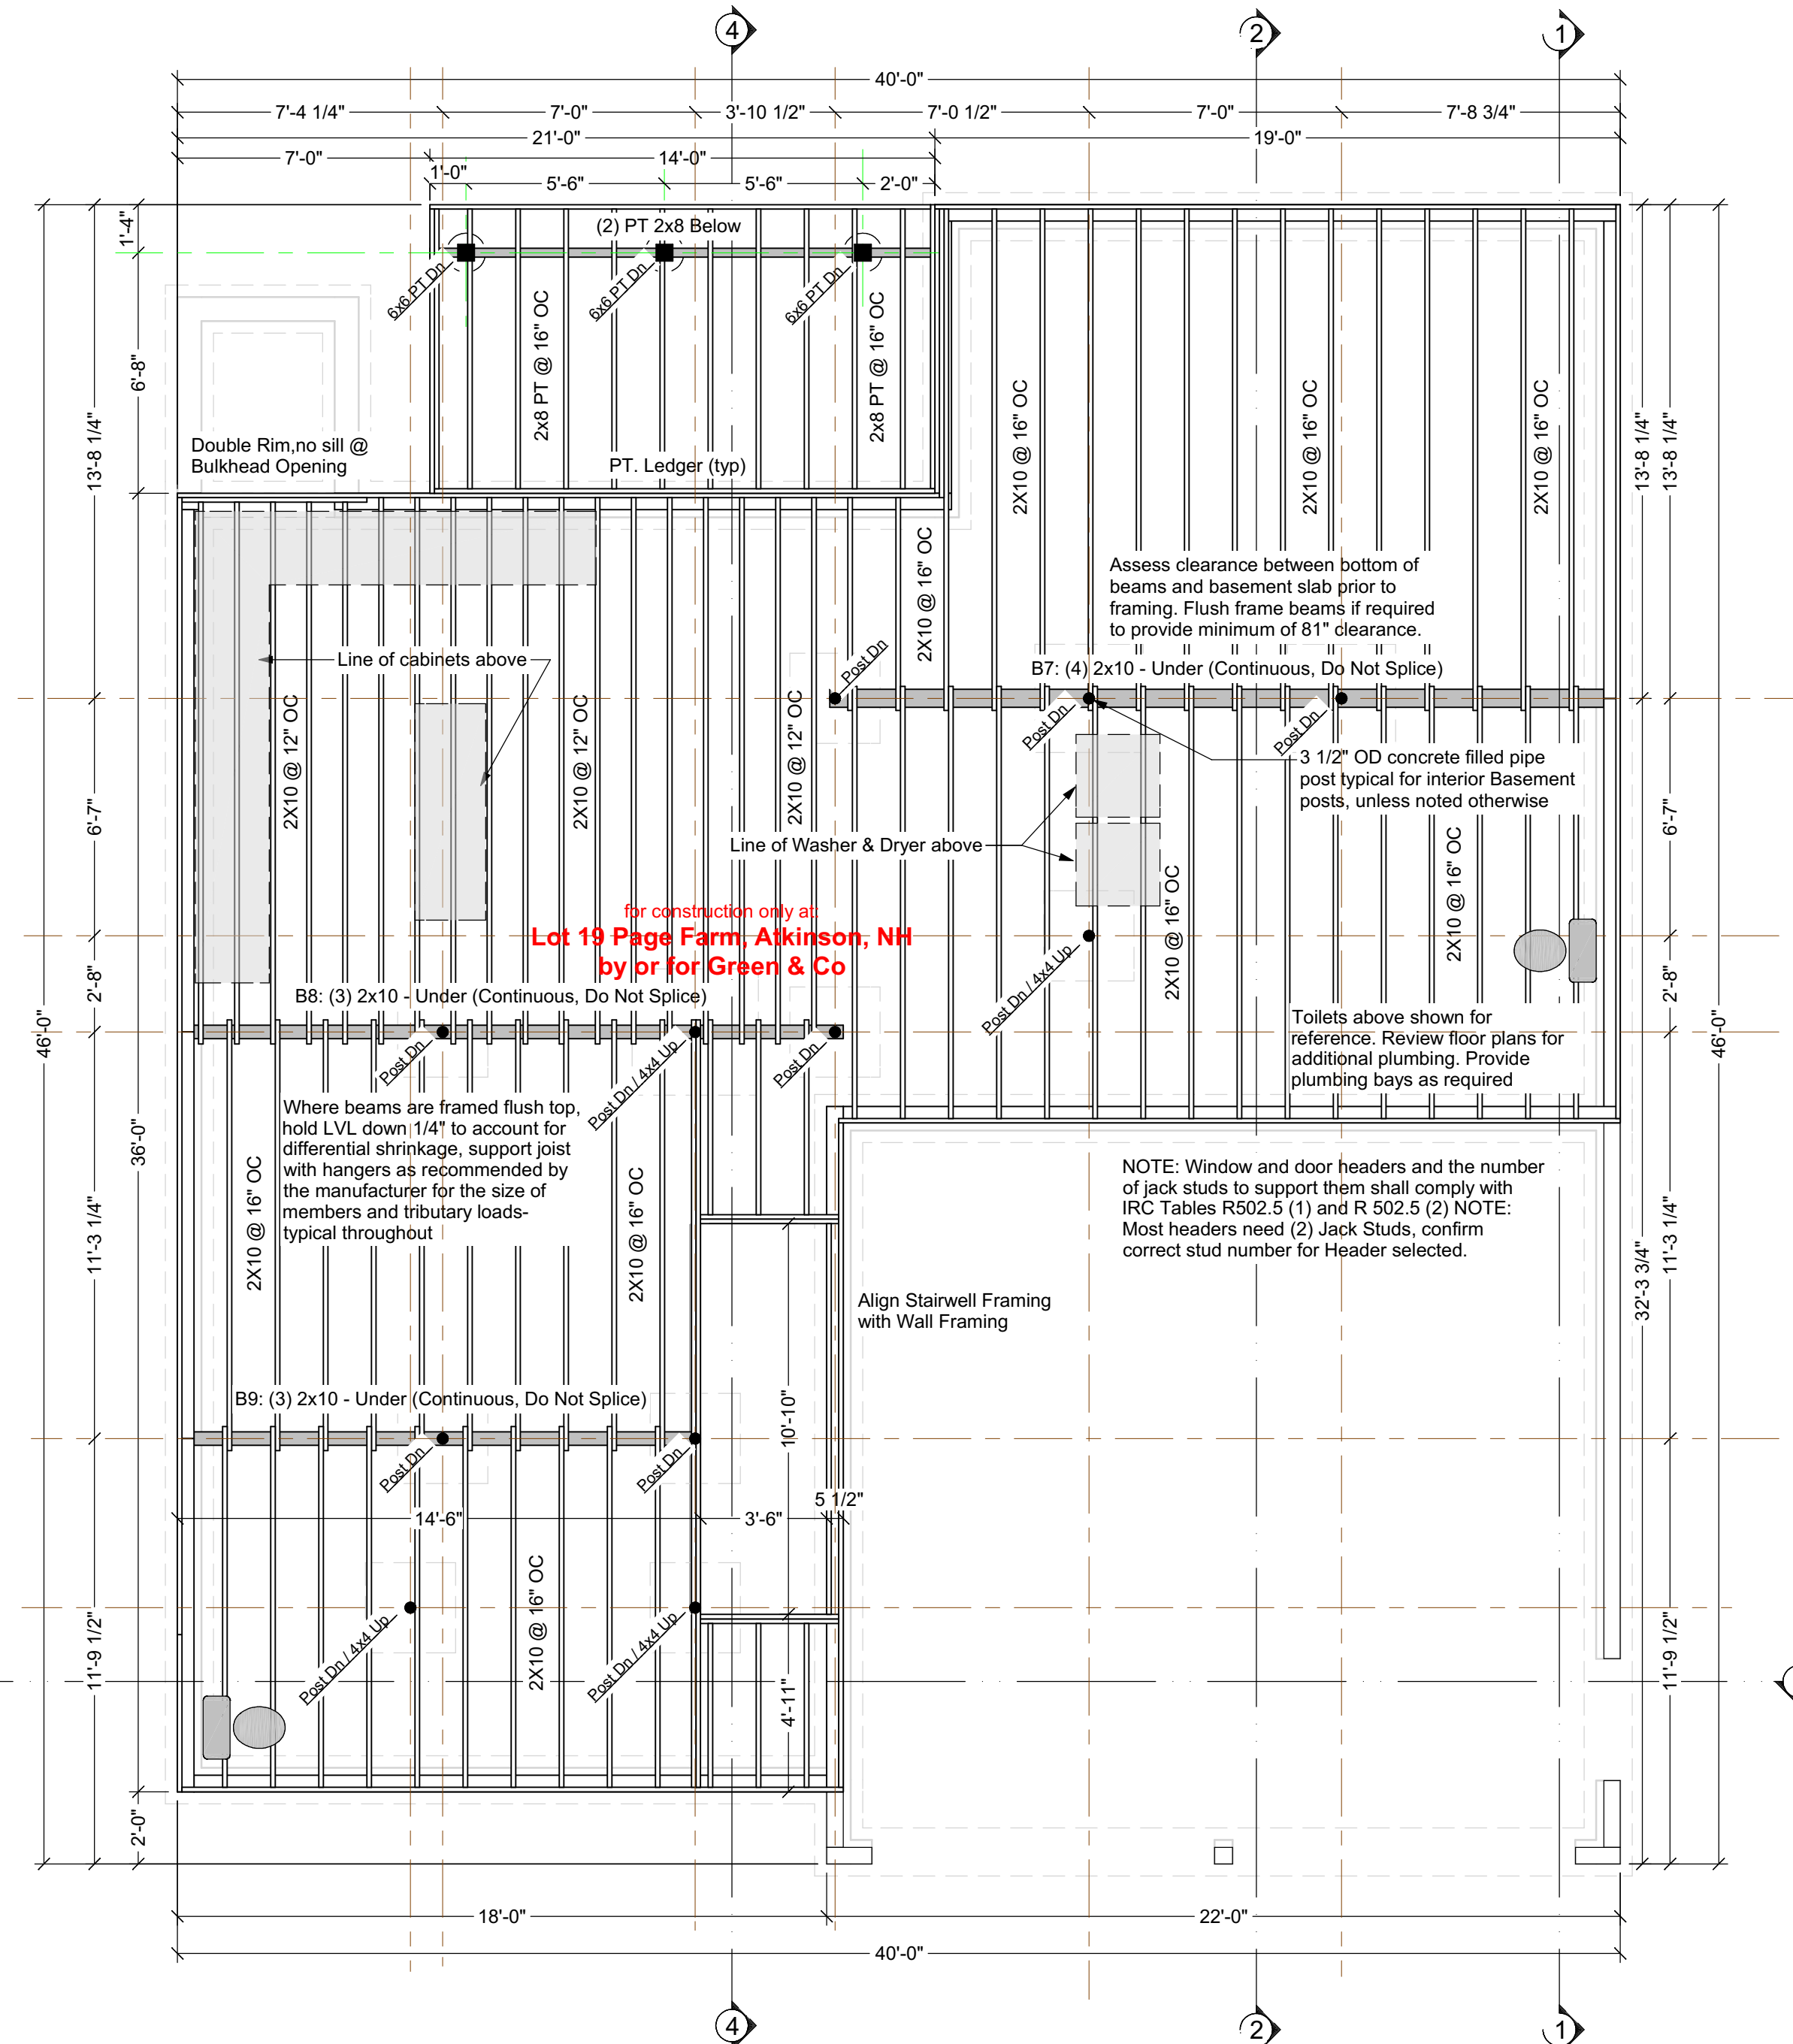 4
2
1
40'-0"
7'-4 1/4"
7'-0"
3'-10 1/2"
7'-0 1/2"
7'-0"
7'-8 3/4"
21'-0"
19'-0"
7'-0"
14'-0"
1'-0"
5'-6"
5'-6"
2'-0"
1'-4"
(2) PT 2x8 Below
6x6 PT Dn
6x6 PT Dn
6x6 PT Dn
2x8 PT @ 16" OC
2x8 PT @ 16" OC
6'-8"
13'-8 1/4"
Double Rim,no sill @
Bulkhead Opening
PT. Ledger (typ)
2X10 @ 16" OC
2X10 @ 16" OC
2X10 @ 16" OC
13'-8 1/4"
13'-8 1/4"
2X10 @ 16" OC
Assess clearance between bottom of
beams and basement slab prior to
framing. Flush frame beams if required
to provide minimum of 81" clearance.
Line of cabinets above
Post Dn
B7: (4) 2x10 - Under (Continuous, Do Not Splice)
2X10 @ 12" OC
2X10 @ 12" OC
2X10 @ 12" OC
Post Dn
Post Dn
3 1/2" OD concrete filled pipe
post typical for interior Basement
posts, unless noted otherwise
6'-7"
6'-7"
Line of Washer & Dryer above
2X10 @ 16" OC
2X10 @ 16" OC
for construction only at:
Lot 19 Page Farm, Atkinson, NH
by or for Green & Co
Post Dn / 4x4 Up
2'-8"
2'-8"
B8: (3) 2x10 - Under (Continuous, Do Not Splice)
46'-0"
46'-0"
Toilets above shown for
reference. Review floor plans for
additional plumbing. Provide
plumbing bays as required
Post Dn
Post Dn / 4x4 Up
Post Dn
Where beams are framed flush top,
hold LVL down 1/4" to account for
differential shrinkage, support joist
with hangers as recommended by
the manufacturer for the size of
members and tributary loads-
typical throughout
36'-0"
2X10 @ 16" OC
2X10 @ 16" OC
11'-3 1/4"
NOTE: Window and door headers and the number
of jack studs to support them shall comply with
IRC Tables R502.5 (1) and R 502.5 (2) NOTE:
Most headers need (2) Jack Studs, confirm
correct stud number for Header selected.
32'-3 3/4"
11'-3 1/4"
Align Stairwell Framing
with Wall Framing
B9: (3) 2x10 - Under (Continuous, Do Not Splice)
10'-10"
Post Dn
Post Dn
5 1/2"
14'-6"
3'-6"
2X10 @ 16" OC
Post Dn / 4x4 Up
Post Dn / 4x4 Up
11'-9 1/2"
11'-9 1/2"
4'-11"
2'-0"
18'-0"
22'-0"
40'-0"
4
2
1